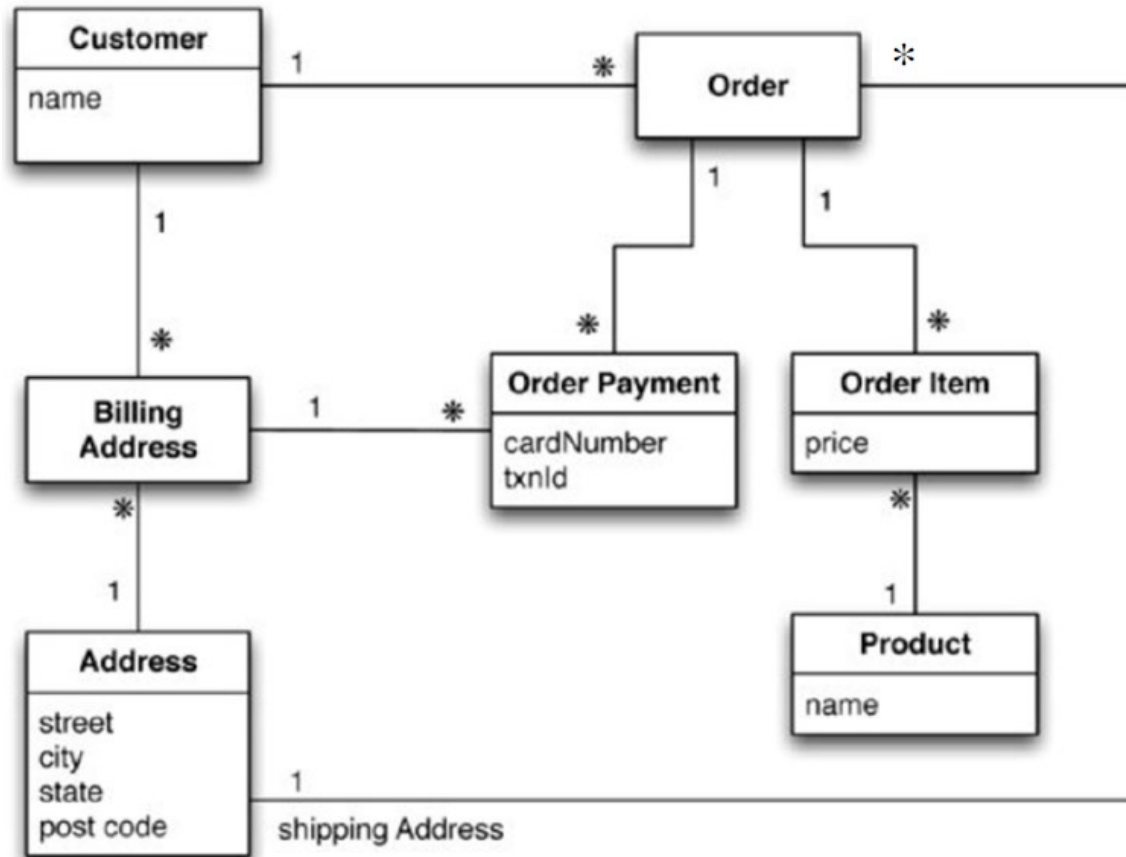 Customer
name
1
*
Order
*
1
1
1
*
*
*
Billing
Address
1
*
Order Payment
cardNumber
txnId
Order Item
price
*
1
*
1
Product
name
Address
street
city
state
post code
1
shipping Address